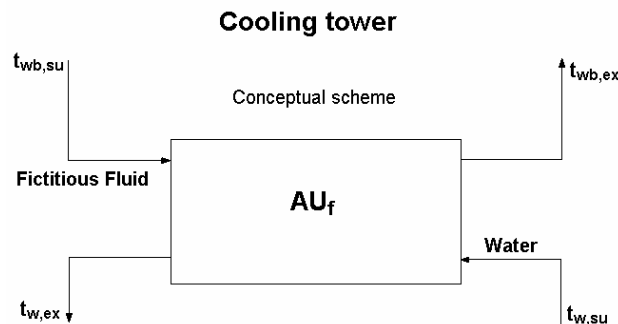 Cooling tower
t_wb,su
t_wb,ex
Conceptual scheme
Fictitious Fluid
AU_f
Water
t_w,ex
t_w,su